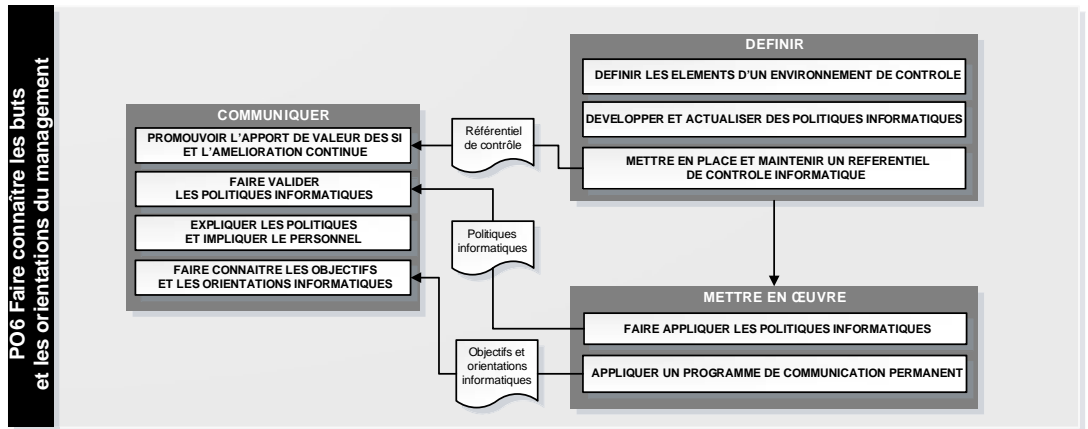 PO6 Faire connaître les buts
et les orientations du management
COMMUNIQUER
PROMOUVOIR L'APPORT DE VALEUR DES SI
ET L'AMELIORATION CONTINUE
FAIRE VALIDER
LES POLITIQUES INFORMATIQUES
EXPLIQUER LES POLITIQUES
ET IMPLIQUER LE PERSONNEL
FAIRE CONNAITRE LES OBJECTIFS
ET LES ORIENTATIONS INFORMATIQUES
Référentiel
de contrôle
Politiques
informatiques
Objectifs et
orientations
informatiques
DEFINIR
DEFINIR LES ELEMENTS D'UN ENVIRONNEMENT DE CONTROLE
DEVELOPPER ET ACTUALISER DES POLITIQUES INFORMATIQUES
METTRE EN PLACE ET MAINTENIR UN REFERENTIEL
DE CONTROLE INFORMATIQUE
METTRE EN ŒUVRE
FAIRE APPLIQUER LES POLITIQUES INFORMATIQUES
APPLIQUER UN PROGRAMME DE COMMUNICATION PERMANENT